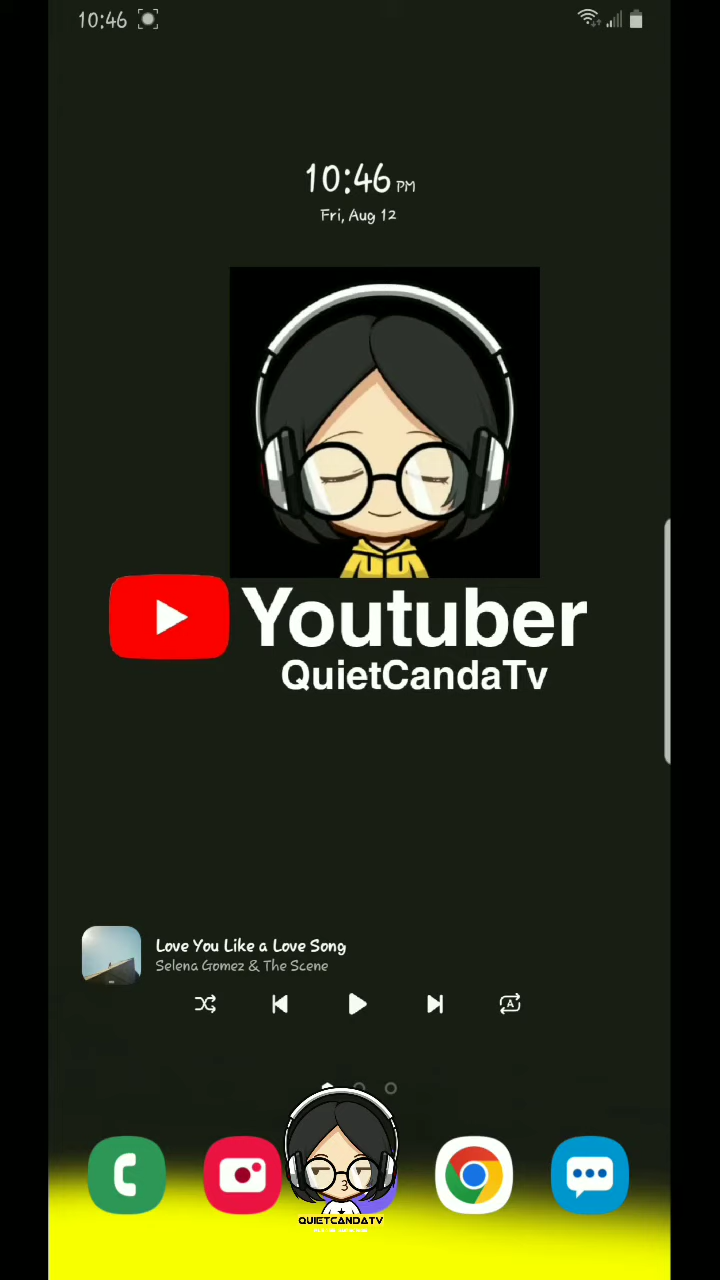 10:46
10:46 PM
Fri, Aug 12
Youtuber
QuietCandaTv
Love You Like a Love Song
Selena Gomez & The Scene
A
QUIETCANDATV